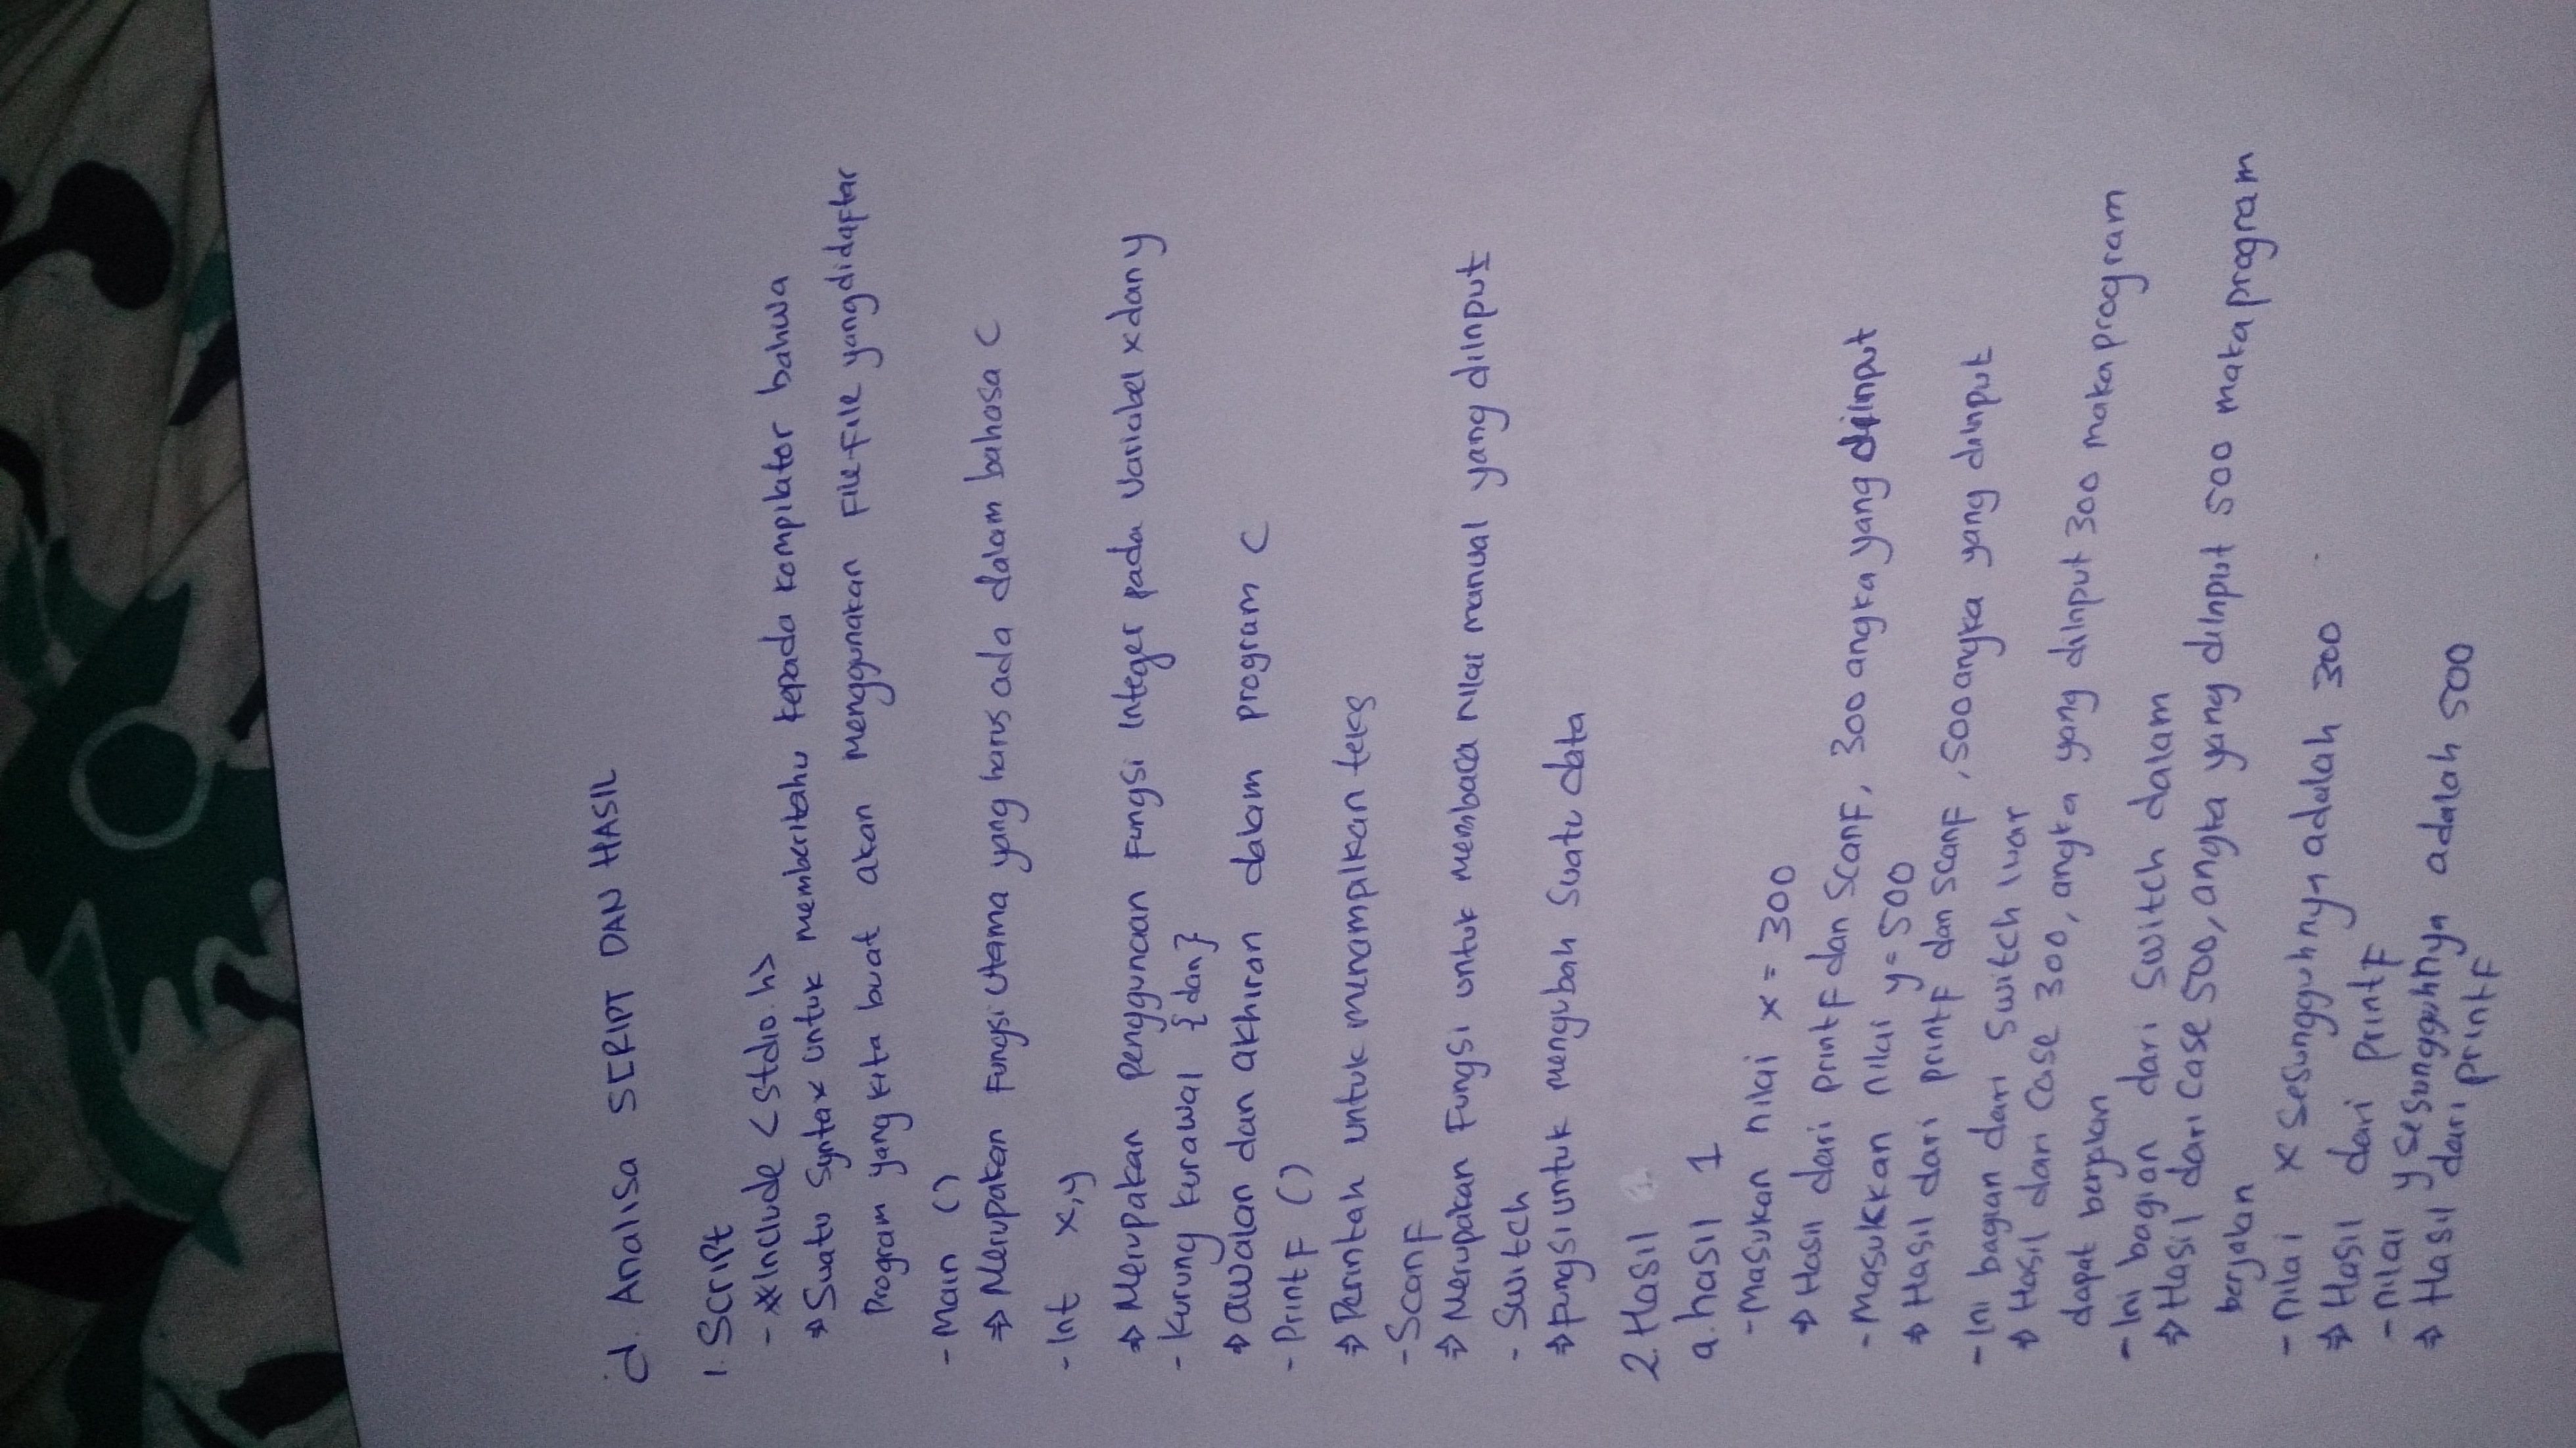 d. Analisa SCRIPT DAN HASIL
1. Script
- #Include <stdio.h>
⇒ Suatu Syntax untuk memberitahu kepada kompilator bahwa
Program yang kita buat akan menggunakan File-File yang didaftar
- Main ()
⇒ Merupakan Fungsi Utama yang harus ada dalam bahasa C
- Int x,y
⇒ Merupakan penggunaan Fungsi Integer pada Variabel x dan y
- Kurung kurawal {dan}
⇒ awalan dan akhiran dalam program C
- PrintF ()
⇒ Perintah untuk menampilkan teks
- ScanF
⇒ Merupakan Fungsi untuk membaca nilai manual yang diinput
- Switch
⇒ Fungsi untuk mengubah Suatu data
2. Hasil
a. hasil 1
- Masukan nilai x = 300
⇒ Hasil dari printF dan ScanF, 300 angka yang diinput
- Masukkan nilai y = 500
⇒ Hasil dari printF dan ScanF, 500 angka yang diinput
- Ini bagian dari Switch luar
⇒ Hasil dari Case 300, angka yang diinput 300 maka program
dapat berjalan
- Ini bagian dari Switch dalam
⇒ Hasil dari Case 500, angka yang diinput 500 maka program
berjalan
- nilai x Sesungguhnya adalah 300
⇒ Hasil dari printF
- nilai y Sesungguhnya adalah 500
⇒ Hasil dari printF